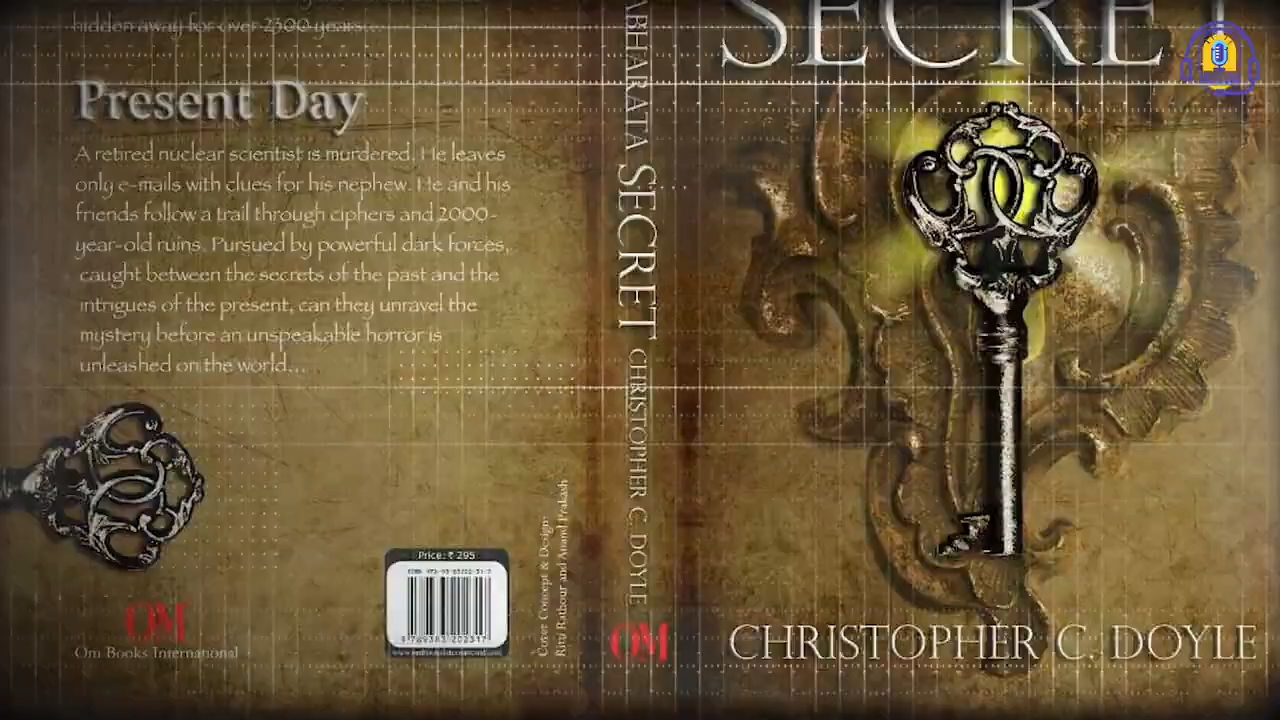 hidden away for over 2300 years...
Present Day
A retired nuclear scientist is murdered. He leaves
only e-mails with clues for his nephew. He and his
friends follow a trail through ciphers and 2000-
year-old ruins. Pursued by powerful dark forces,
caught between the secrets of the past and the
intrigues of the present, can they unravel the
mystery before an unspeakable horror is
unleashed on the world...
OM
Om Books International
Price: ₹ 295
9 789383 202317
Cover Concept & Design:
Ritu Rathour and Anand Prakash
ABHARATA SECRET CHRISTOPHER C. DOYLE
OM
SECRET
CHRISTOPHER C. DOYLE